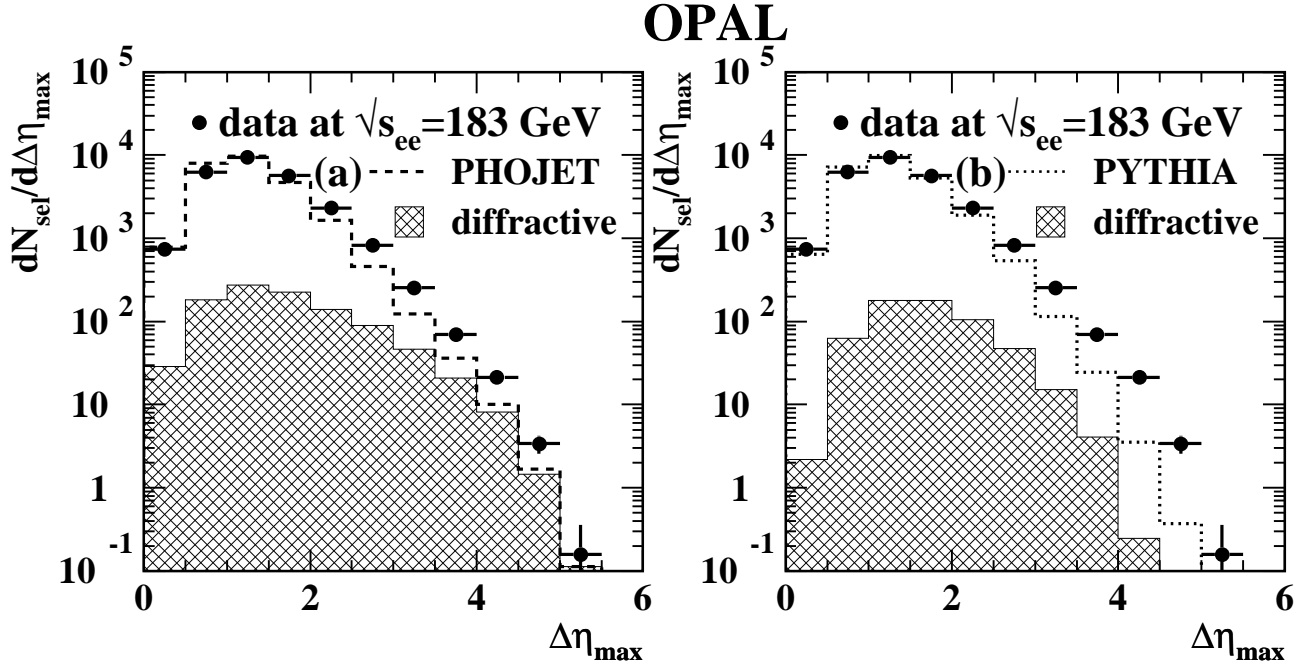 OPAL
dN_sel/dΔη_max
10^5
10^4
10^3
10^2
10
1
10^-1
● data at √s_ee=183 GeV
(a) PHOJET
diffractive
0 2 4 6
Δη_max
dN_sel/dΔη_max
10^5
10^4
10^3
10^2
10
1
10^-1
● data at √s_ee=183 GeV
(b) PYTHIA
diffractive
0 2 4 6
Δη_max